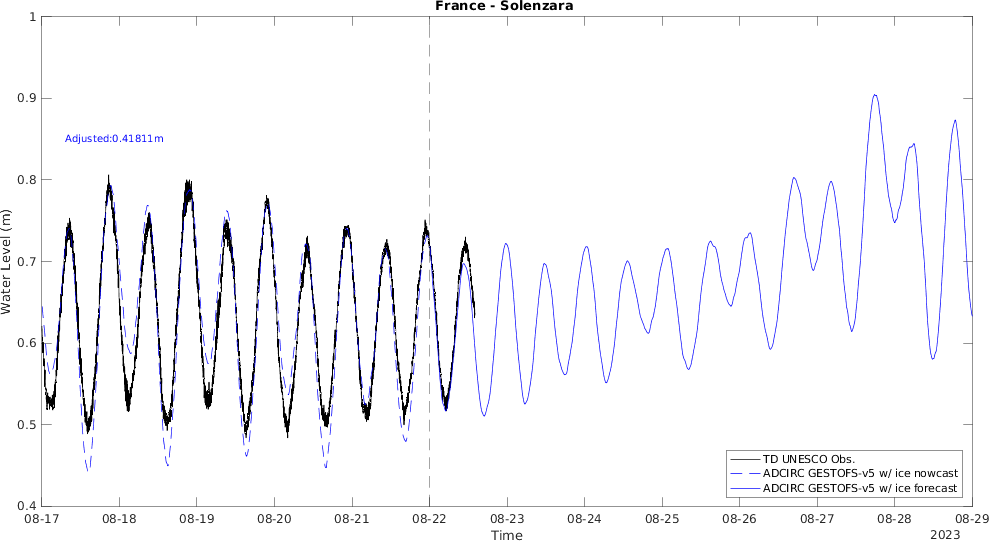 France - Solenzara
1
0.9
0.8
0.7
0.6
0.5
0.4
Water Level (m)
Adjusted:0.41811m
TD UNESCO Obs.
ADCIRC GESTOFS-v5 w/ ice nowcast
ADCIRC GESTOFS-v5 w/ ice forecast
08-17 08-18 08-19 08-20 08-21 08-22 08-23 08-24 08-25 08-26 08-27 08-28 08-29
Time
2023